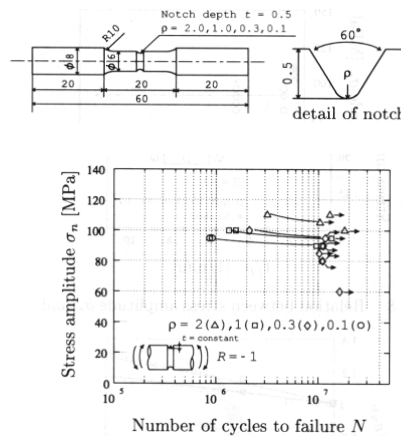 Notch depth t = 0.5
ρ = 2.0,1.0,0.3,0.1
R10
φ8
φ6
20 20 20
60
60°
0.5
ρ
detail of notch
Stress amplitude σn [MPa]
140
120
100
80
60
40
20
0
ρ = 2(△),1(□),0.3(◇),0.1(○)
t = constant
R = - 1
10^5 10^6 10^7
Number of cycles to failure N